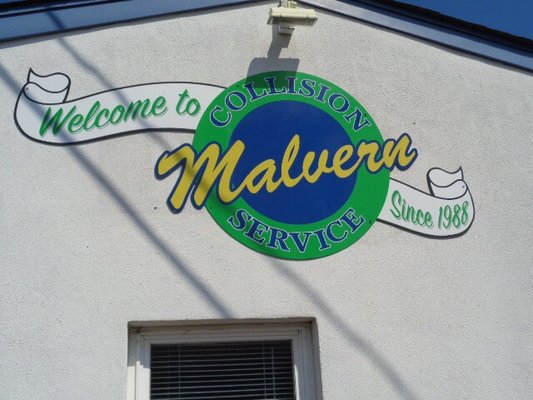 Welcome to
COLLISION
Malvern
SERVICE
Since 1988